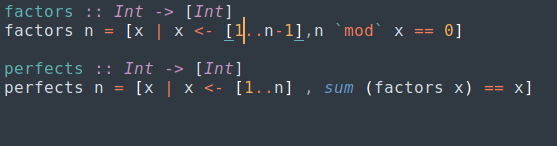 factors :: Int -> [Int]
factors n = [x | x <- [1..n-1],n `mod` x == 0]
perfects :: Int -> [Int]
perfects n = [x | x <- [1..n] , sum (factors x) == x]